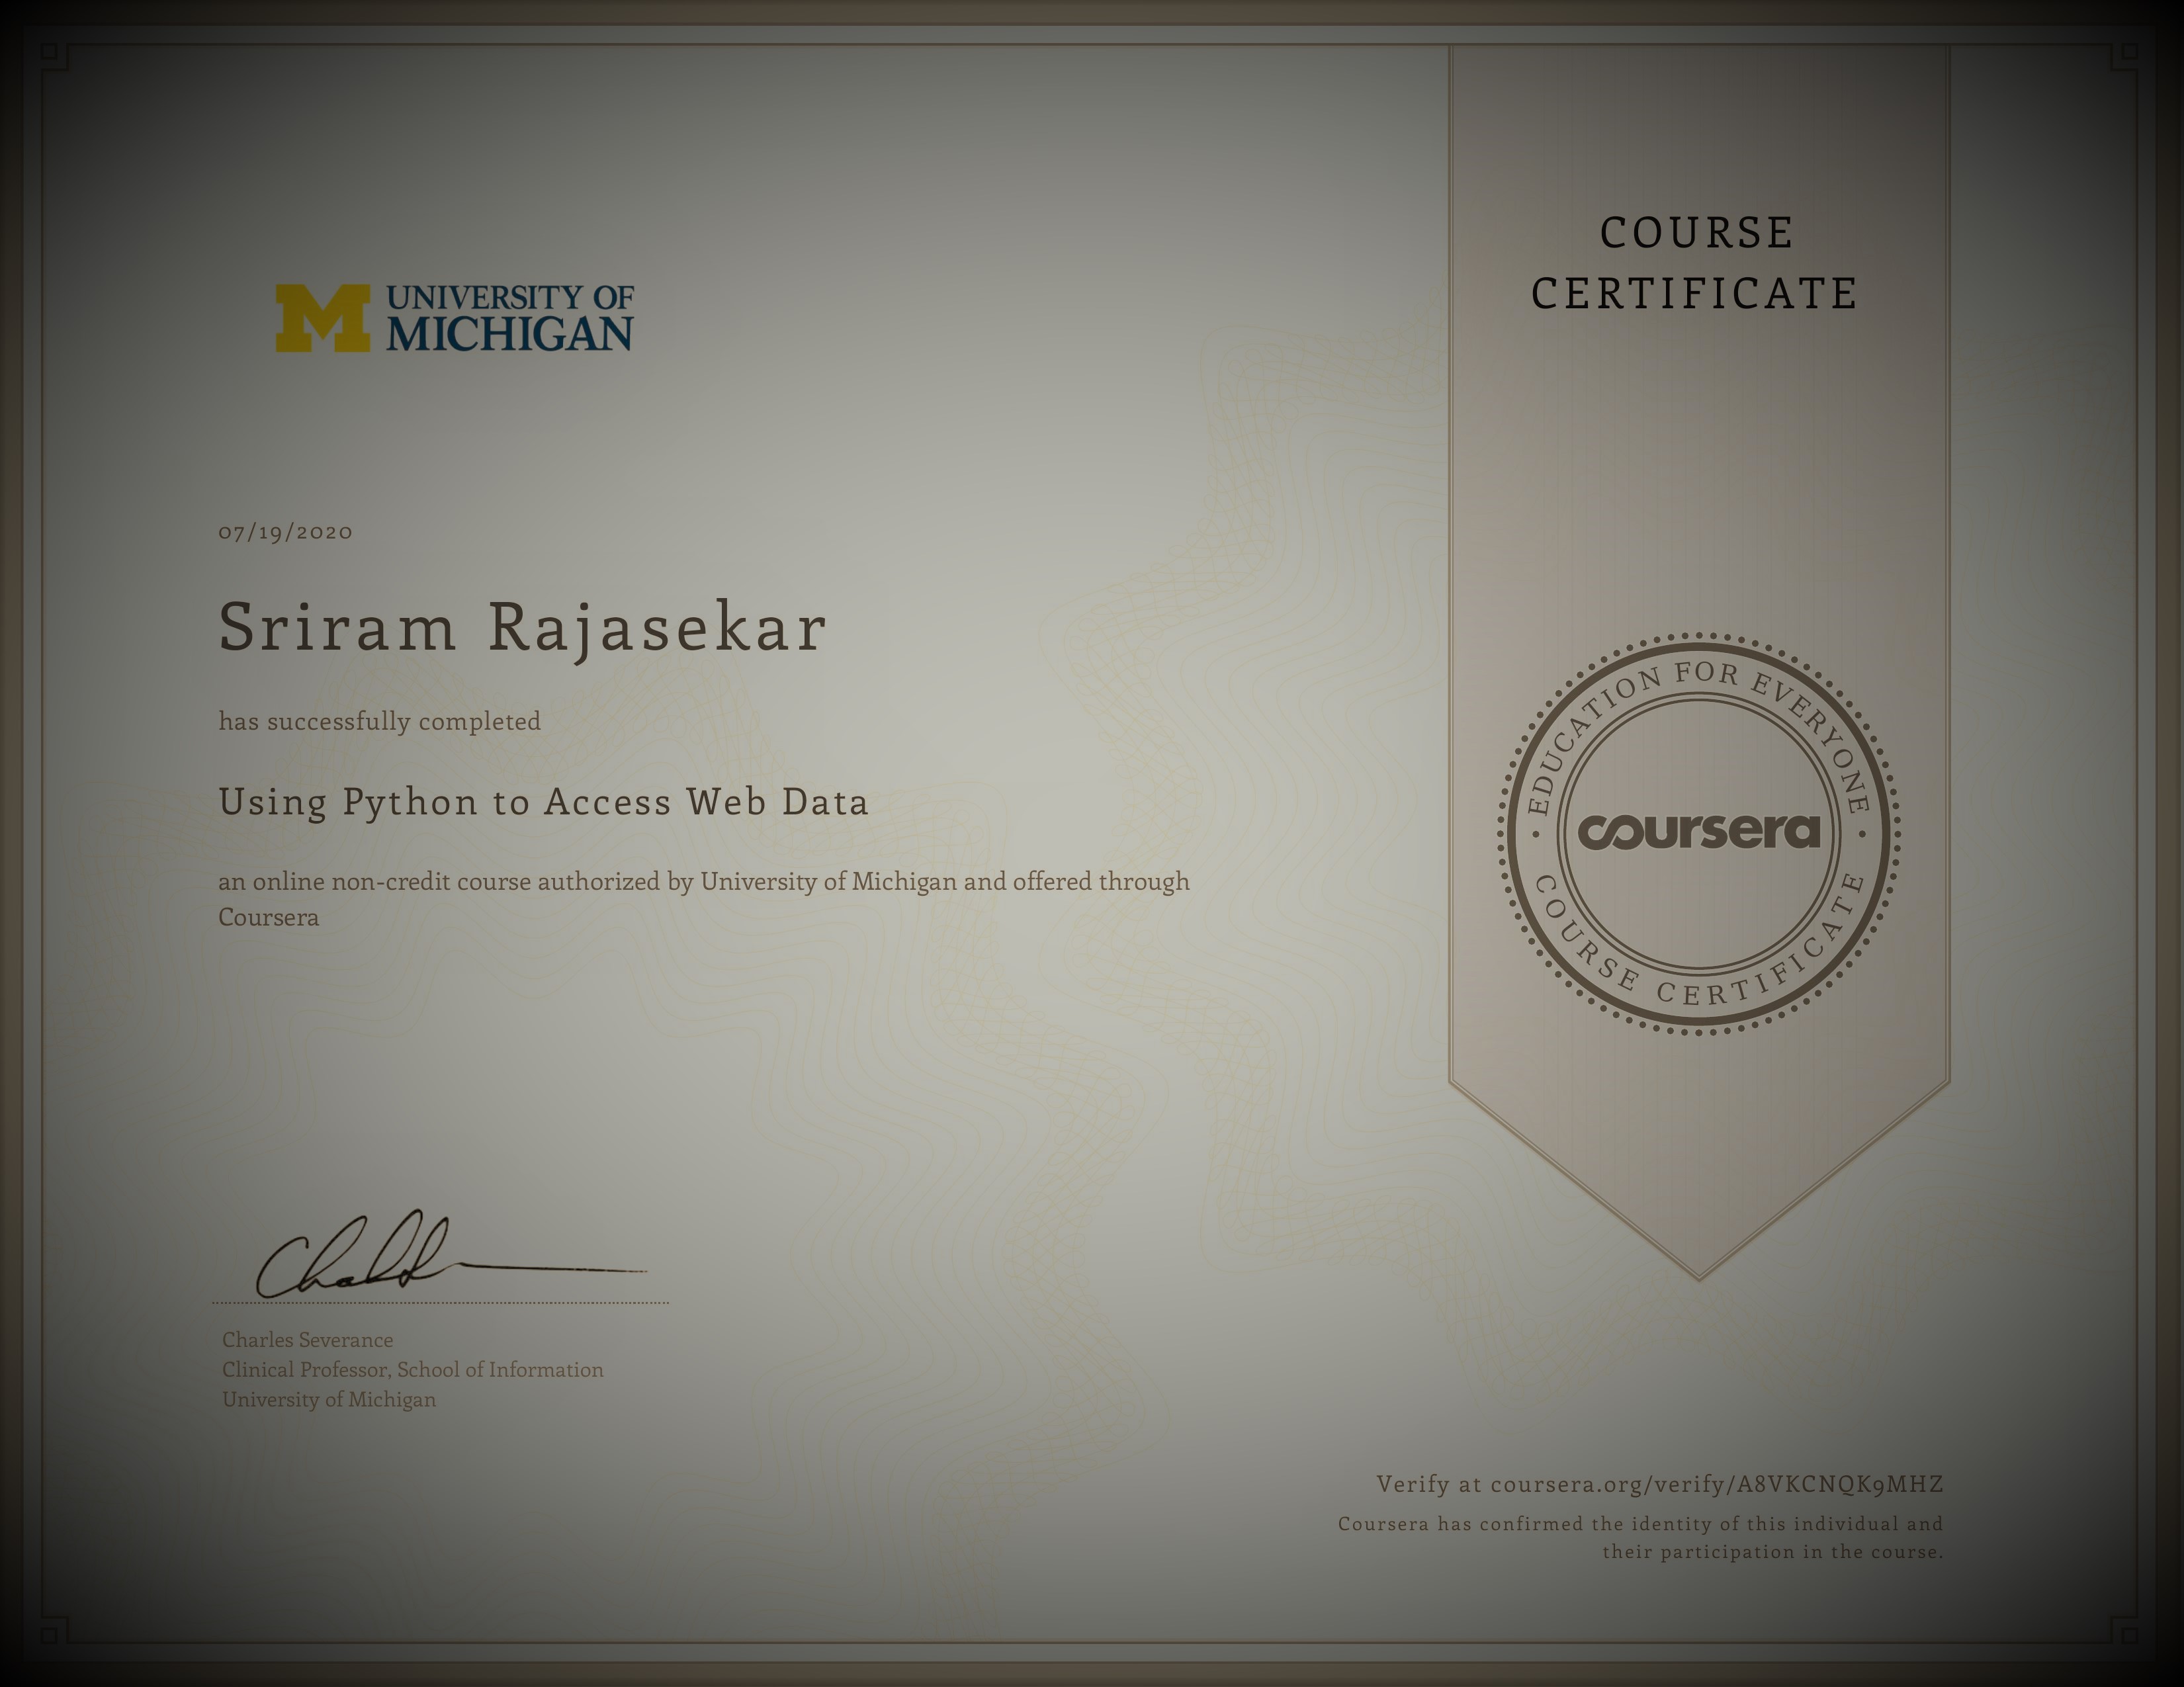 UNIVERSITY OF
MICHIGAN
COURSE
CERTIFICATE
07/19/2020
Sriram Rajasekar
has successfully completed
Using Python to Access Web Data
an online non-credit course authorized by University of Michigan and offered through
Coursera
EDUCATION FOR EVERYONE
coursera
COURSE CERTIFICATE
Charles Severance
Clinical Professor, School of Information
University of Michigan
Verify at coursera.org/verify/A8VKCNQK9MHZ
Coursera has confirmed the identity of this individual and
their participation in the course.